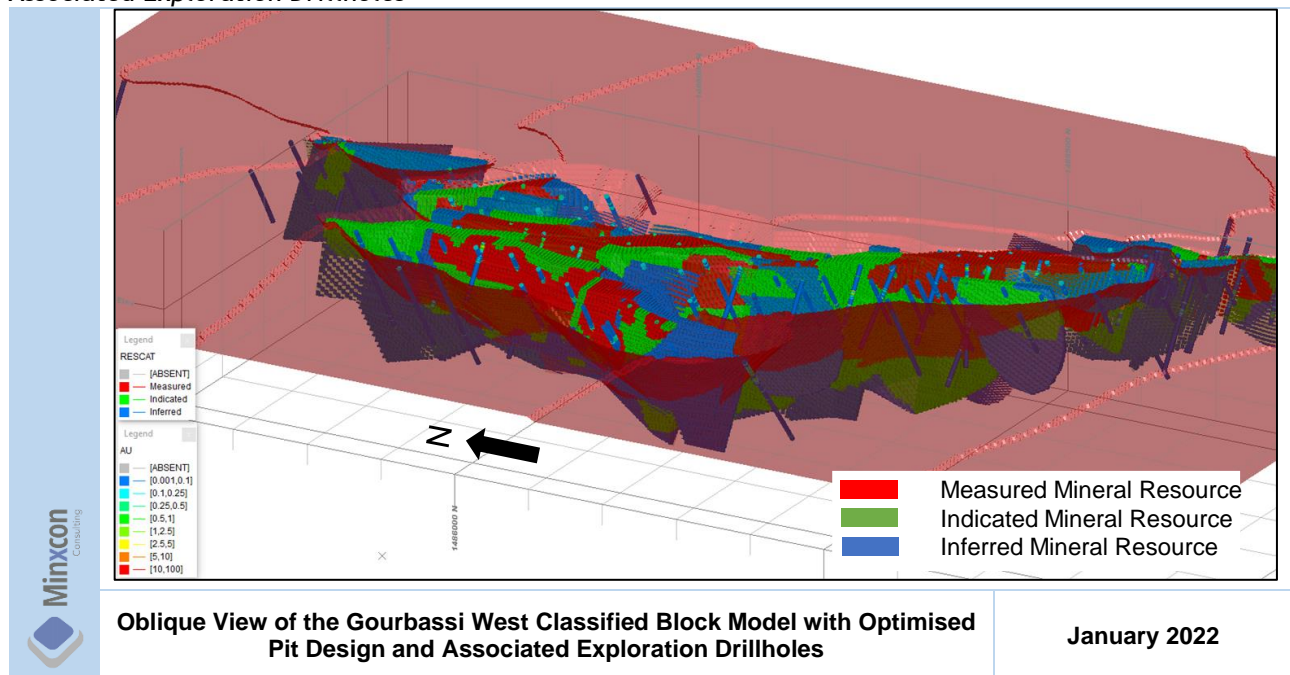 Associated Exploration Drillholes
Legend
RESCAT
[ABSENT]
Measured
Indicated
Inferred
Legend
AU
[ABSENT]
[0.001,0.1]
[0.1,0.25]
[0.25,0.5]
[0.5,1]
[1,2.5]
[2.5,5]
[5,10]
[10,100]
N
1486000 N
Measured Mineral Resource
Indicated Mineral Resource
Inferred Mineral Resource
Minxcon
Consulting
Oblique View of the Gourbassi West Classified Block Model with Optimised
Pit Design and Associated Exploration Drillholes
January 2022